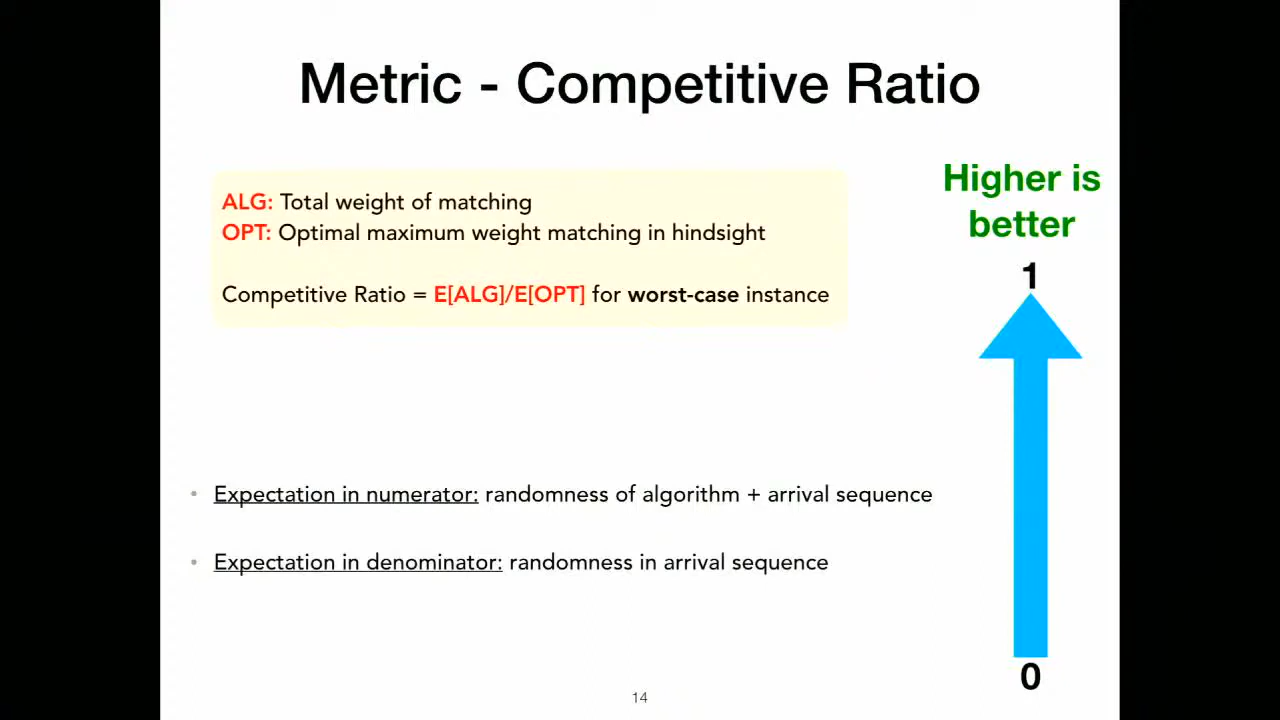 Metric - Competitive Ratio
ALG: Total weight of matching
OPT: Optimal maximum weight matching in hindsight
Competitive Ratio = E[ALG]/E[OPT] for worst-case instance
Higher is
better
1
• Expectation in numerator: randomness of algorithm + arrival sequence
• Expectation in denominator: randomness in arrival sequence
0
14